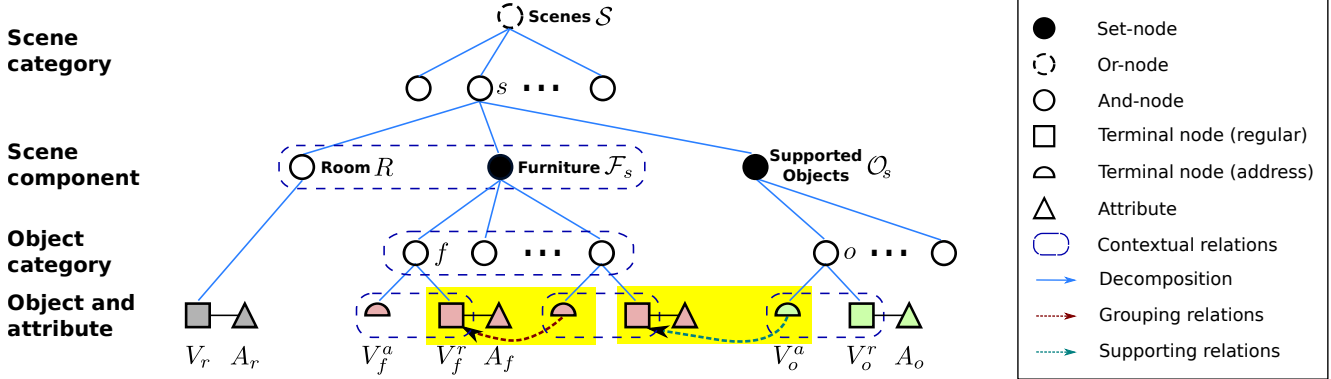 Scene category
Scenes 𝒮
s ...
Scene component
Room R
Furniture ℱ_s
Supported Objects 𝒪_s
Object category
f ...
o ...
Object and attribute
V_r A_r V_f^a V_f^r A_f V_o^a V_o^r A_o
Set-node
Or-node
And-node
Terminal node (regular)
Terminal node (address)
Attribute
Contextual relations
Decomposition
Grouping relations
Supporting relations